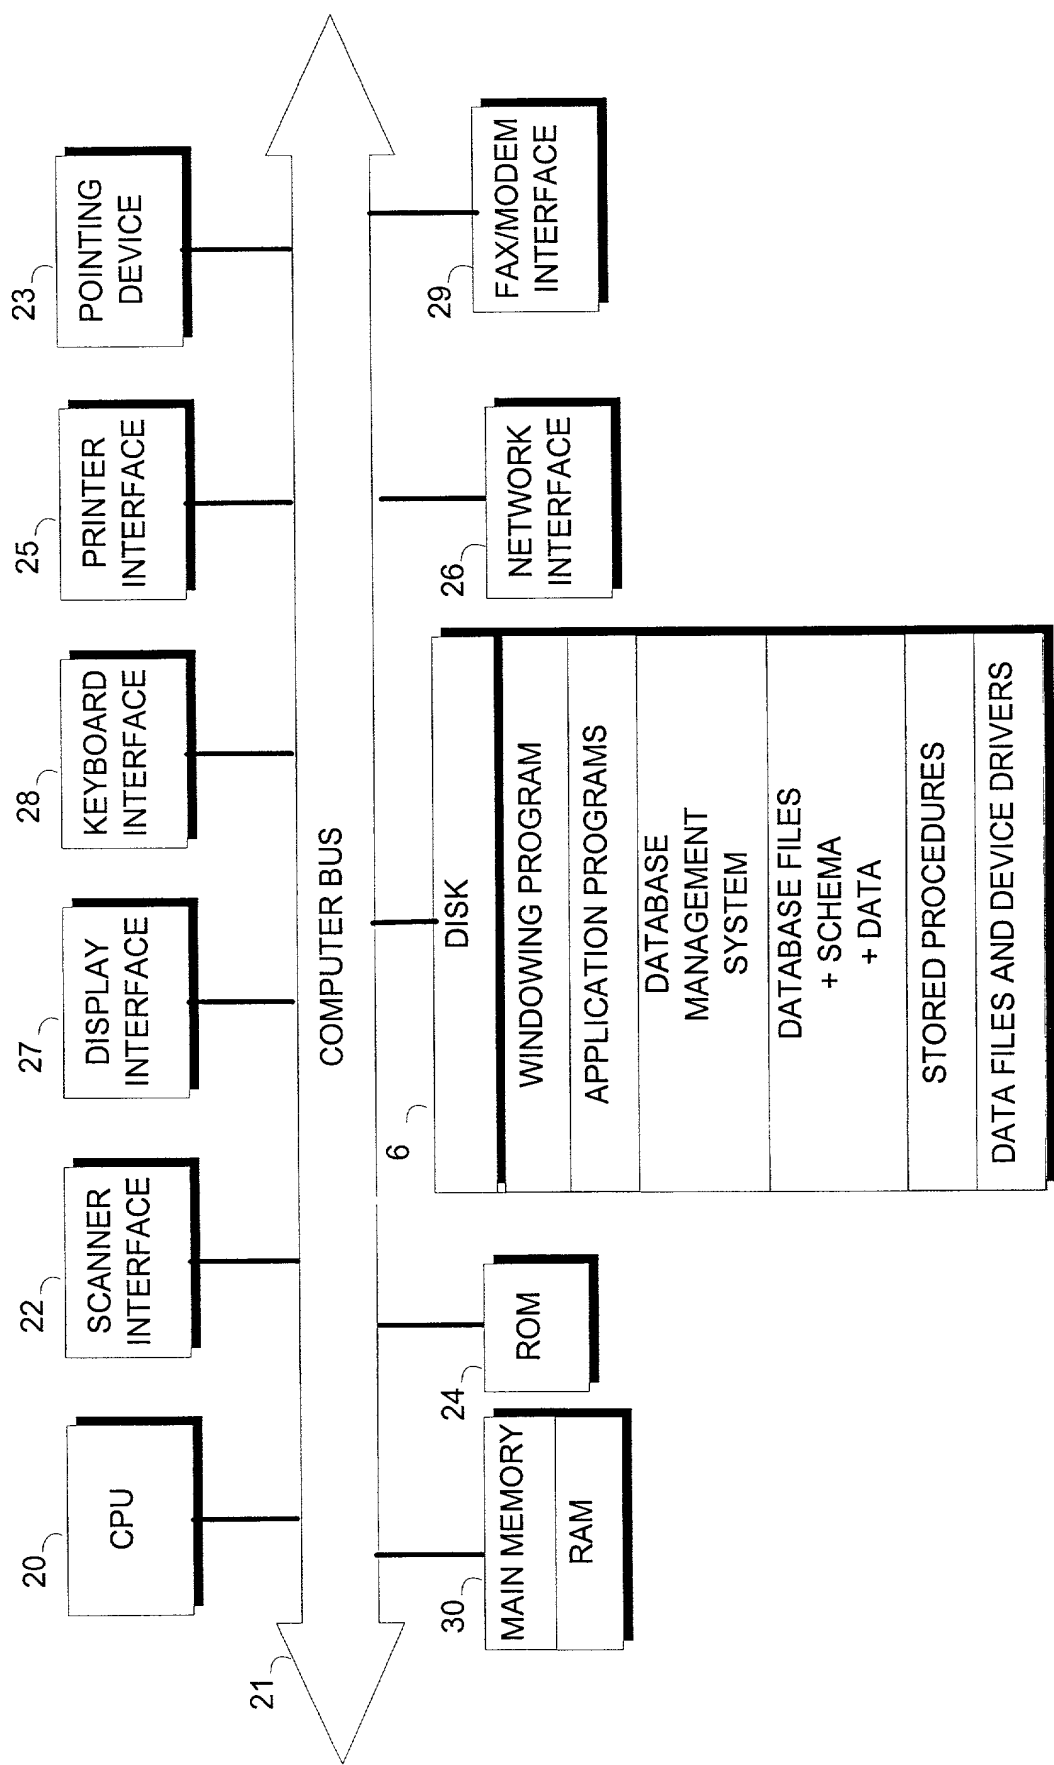 20
CPU
22
SCANNER
INTERFACE
27
DISPLAY
INTERFACE
28
KEYBOARD
INTERFACE
25
PRINTER
INTERFACE
23
POINTING
DEVICE
21
COMPUTER BUS
30
MAIN MEMORY
RAM
24
ROM
6
DISK
WINDOWING PROGRAM
APPLICATION PROGRAMS
DATABASE
MANAGEMENT
SYSTEM
DATABASE FILES
+ SCHEMA
+ DATA
STORED PROCEDURES
DATA FILES AND DEVICE DRIVERS
26
NETWORK
INTERFACE
29
FAX/MODEM
INTERFACE